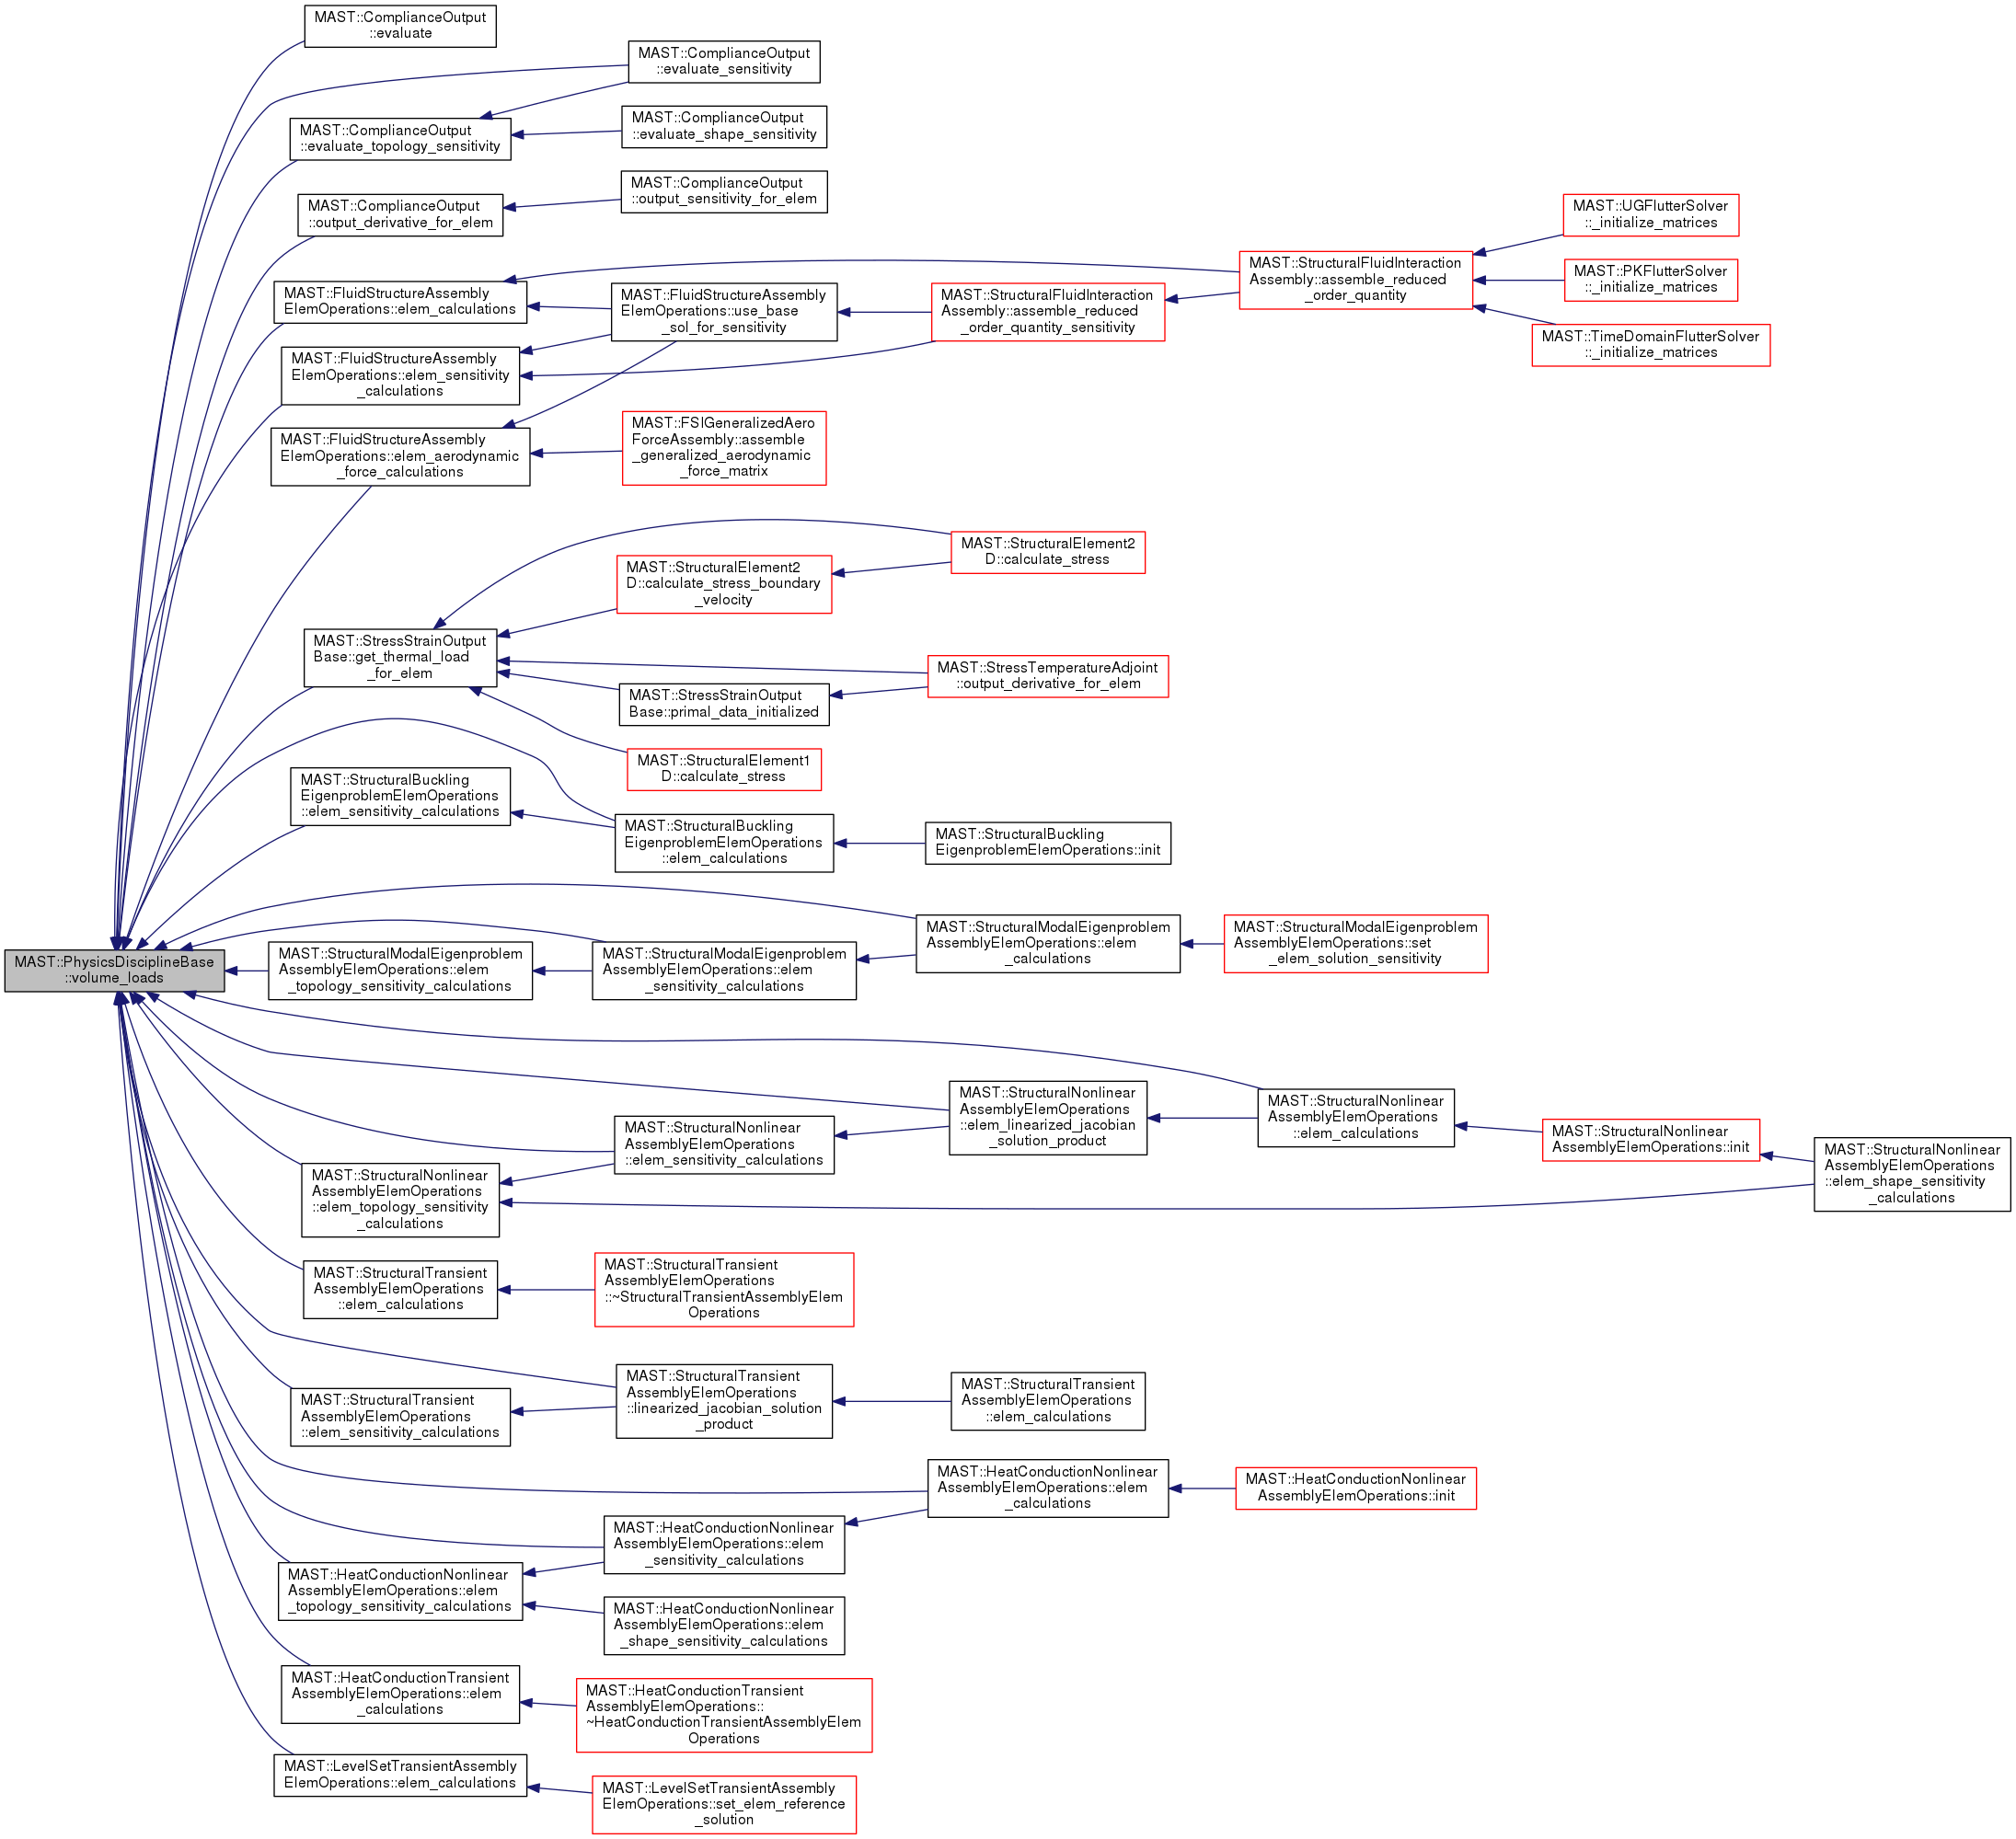 MAST::ComplianceOutput
::evaluate
MAST::ComplianceOutput
::evaluate_sensitivity
MAST::ComplianceOutput
::evaluate_topology_sensitivity
MAST::ComplianceOutput
::evaluate_shape_sensitivity
MAST::ComplianceOutput
::output_derivative_for_elem
MAST::ComplianceOutput
::output_sensitivity_for_elem
MAST::FluidStructureAssembly
ElemOperations::elem_calculations
MAST::FluidStructureAssembly
ElemOperations::use_base
_sol_for_sensitivity
MAST::StructuralFluidInteraction
Assembly::assemble_reduced
_order_quantity_sensitivity
MAST::StructuralFluidInteraction
Assembly::assemble_reduced
_order_quantity
MAST::UGFlutterSolver
::_initialize_matrices
MAST::PKFlutterSolver
::_initialize_matrices
MAST::TimeDomainFlutterSolver
::_initialize_matrices
MAST::FluidStructureAssembly
ElemOperations::elem_sensitivity
_calculations
MAST::FluidStructureAssembly
ElemOperations::elem_aerodynamic
_force_calculations
MAST::FSIGeneralizedAero
ForceAssembly::assemble
_generalized_aerodynamic
_force_matrix
MAST::StressStrainOutput
Base::get_thermal_load
_for_elem
MAST::StructuralElement2
D::calculate_stress_boundary
_velocity
MAST::StructuralElement2
D::calculate_stress
MAST::StressTemperatureAdjoint
::output_derivative_for_elem
MAST::StressStrainOutput
Base::primal_data_initialized
MAST::StructuralElement1
D::calculate_stress
MAST::StructuralBuckling
EigenproblemElemOperations
::elem_sensitivity_calculations
MAST::StructuralBuckling
EigenproblemElemOperations
::elem_calculations
MAST::StructuralBuckling
EigenproblemElemOperations::init
MAST::PhysicsDisciplineBase
::volume_loads
MAST::StructuralModalEigenproblem
AssemblyElemOperations::elem
_topology_sensitivity_calculations
MAST::StructuralModalEigenproblem
AssemblyElemOperations::elem
_sensitivity_calculations
MAST::StructuralModalEigenproblem
AssemblyElemOperations::elem
_calculations
MAST::StructuralModalEigenproblem
AssemblyElemOperations::set
_elem_solution_sensitivity
MAST::StructuralNonlinear
AssemblyElemOperations
::elem_topology_sensitivity
_calculations
MAST::StructuralNonlinear
AssemblyElemOperations
::elem_sensitivity_calculations
MAST::StructuralNonlinear
AssemblyElemOperations
::elem_linearized_jacobian
_solution_product
MAST::StructuralNonlinear
AssemblyElemOperations
::elem_calculations
MAST::StructuralNonlinear
AssemblyElemOperations::init
MAST::StructuralNonlinear
AssemblyElemOperations
::elem_shape_sensitivity
_calculations
MAST::StructuralTransient
AssemblyElemOperations
::elem_calculations
MAST::StructuralTransient
AssemblyElemOperations
::~StructuralTransientAssemblyElem
Operations
MAST::StructuralTransient
AssemblyElemOperations
::elem_sensitivity_calculations
MAST::StructuralTransient
AssemblyElemOperations
::linearized_jacobian_solution
_product
MAST::StructuralTransient
AssemblyElemOperations
::elem_calculations
MAST::HeatConductionNonlinear
AssemblyElemOperations::elem
_calculations
MAST::HeatConductionNonlinear
AssemblyElemOperations::init
MAST::HeatConductionNonlinear
AssemblyElemOperations::elem
_sensitivity_calculations
MAST::HeatConductionNonlinear
AssemblyElemOperations::elem
_topology_sensitivity_calculations
MAST::HeatConductionNonlinear
AssemblyElemOperations::elem
_shape_sensitivity_calculations
MAST::HeatConductionTransient
AssemblyElemOperations::elem
_calculations
MAST::HeatConductionTransient
AssemblyElemOperations::
~HeatConductionTransientAssemblyElem
Operations
MAST::LevelSetTransientAssembly
ElemOperations::elem_calculations
MAST::LevelSetTransientAssembly
ElemOperations::set_elem_reference
_solution